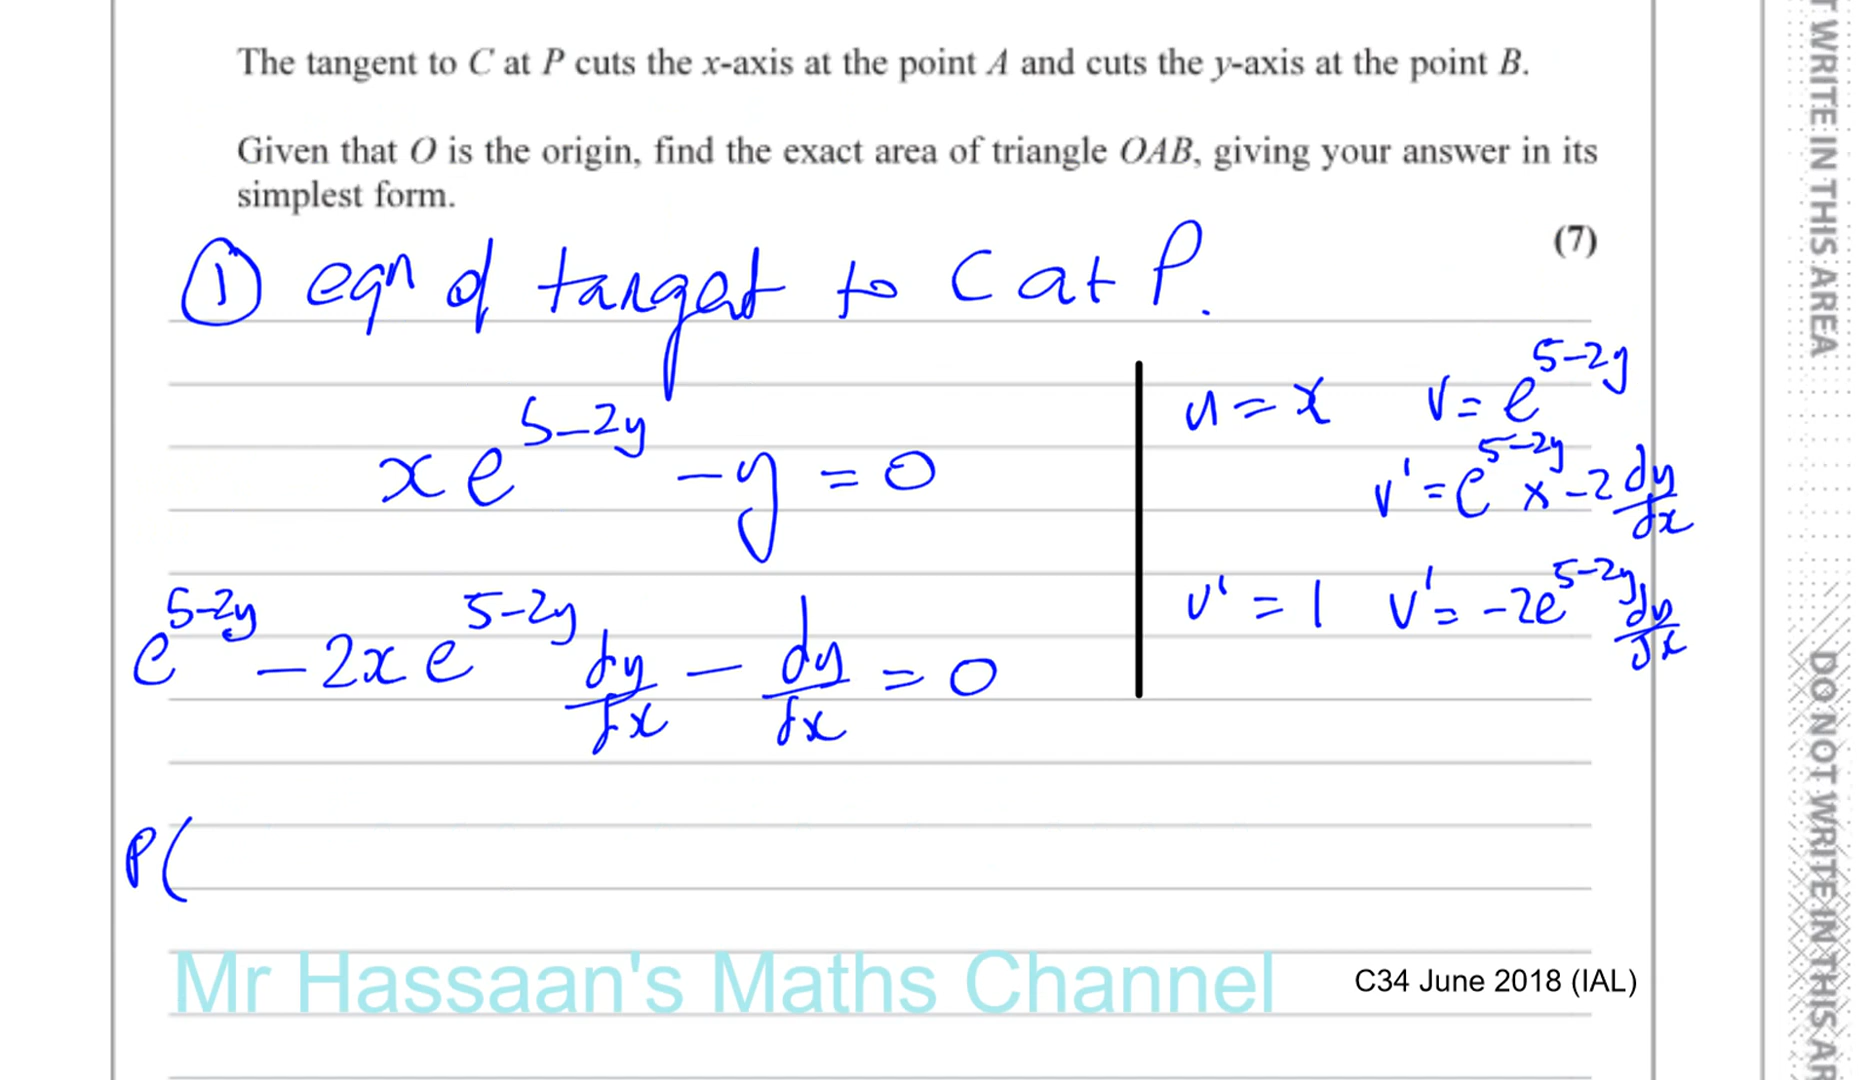 The tangent to C at P cuts the x-axis at the point A and cuts the y-axis at the point B.
Given that O is the origin, find the exact area of triangle OAB, giving your answer in its
simplest form.
(7)
① eqn of tangent to C at P.
xe^{5-2y} - y = 0
e^{5-2y} - 2xe^{5-2y} dy/dx - dy/dx = 0
u = x v = e^{5-2y}
v' = e^{5-2y} × -2 dy/dx
u' = 1 v' = -2e^{5-2y} dy/dx
P(
Mr Hassaan's Maths Channel
C34 June 2018 (IAL)
T WRITE IN THIS AREA
DO NOT WRITE IN THIS AR